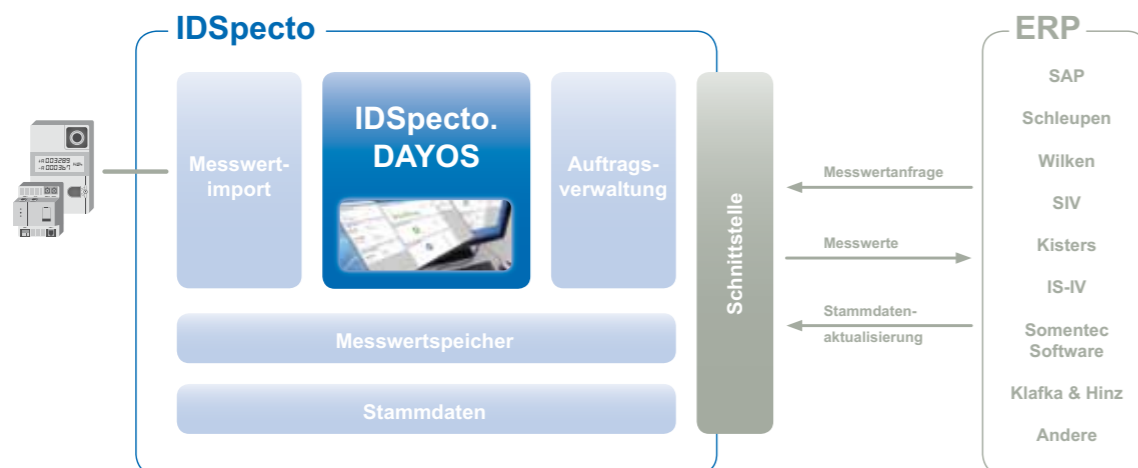 IDSpecto
ERP
Messwert-
import
IDSpecto.
DAYOS
Auftrags-
verwaltung
Messwertspeicher
Stammdaten
Schnittstelle
Messwertanfrage
Messwerte
Stammdaten-
aktualisierung
SAP
Schleupen
Wilken
SIV
Kisters
IS-IV
Somentec
Software
Klafka & Hinz
Andere